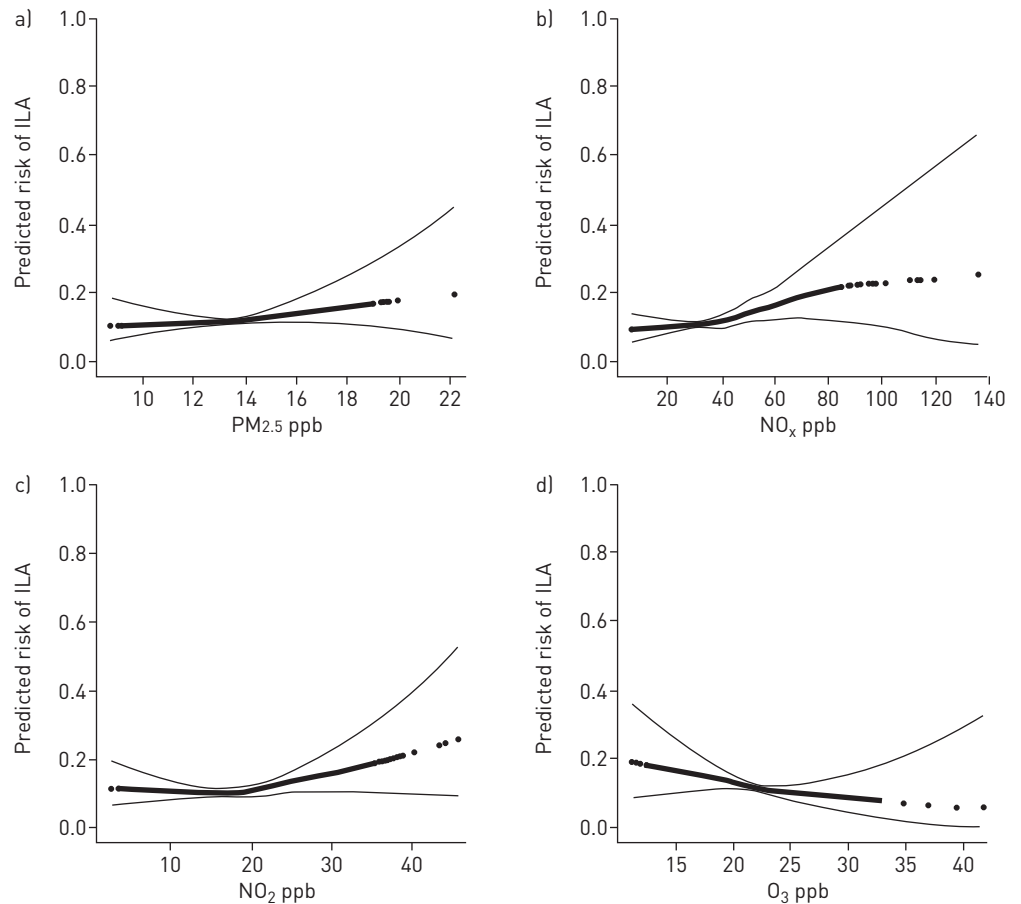 a)
1.0
0.8
0.6
0.4
0.2
0.0
Predicted risk of ILA
10 12 14 16 18 20 22
PM2.5 ppb
b)
1.0
0.8
0.6
0.4
0.2
0.0
Predicted risk of ILA
20 40 60 80 100 120 140
NOx ppb
c)
1.0
0.8
0.6
0.4
0.2
0.0
Predicted risk of ILA
10 20 30 40
NO2 ppb
d)
1.0
0.8
0.6
0.4
0.2
0.0
Predicted risk of ILA
15 20 25 30 35 40
O3 ppb